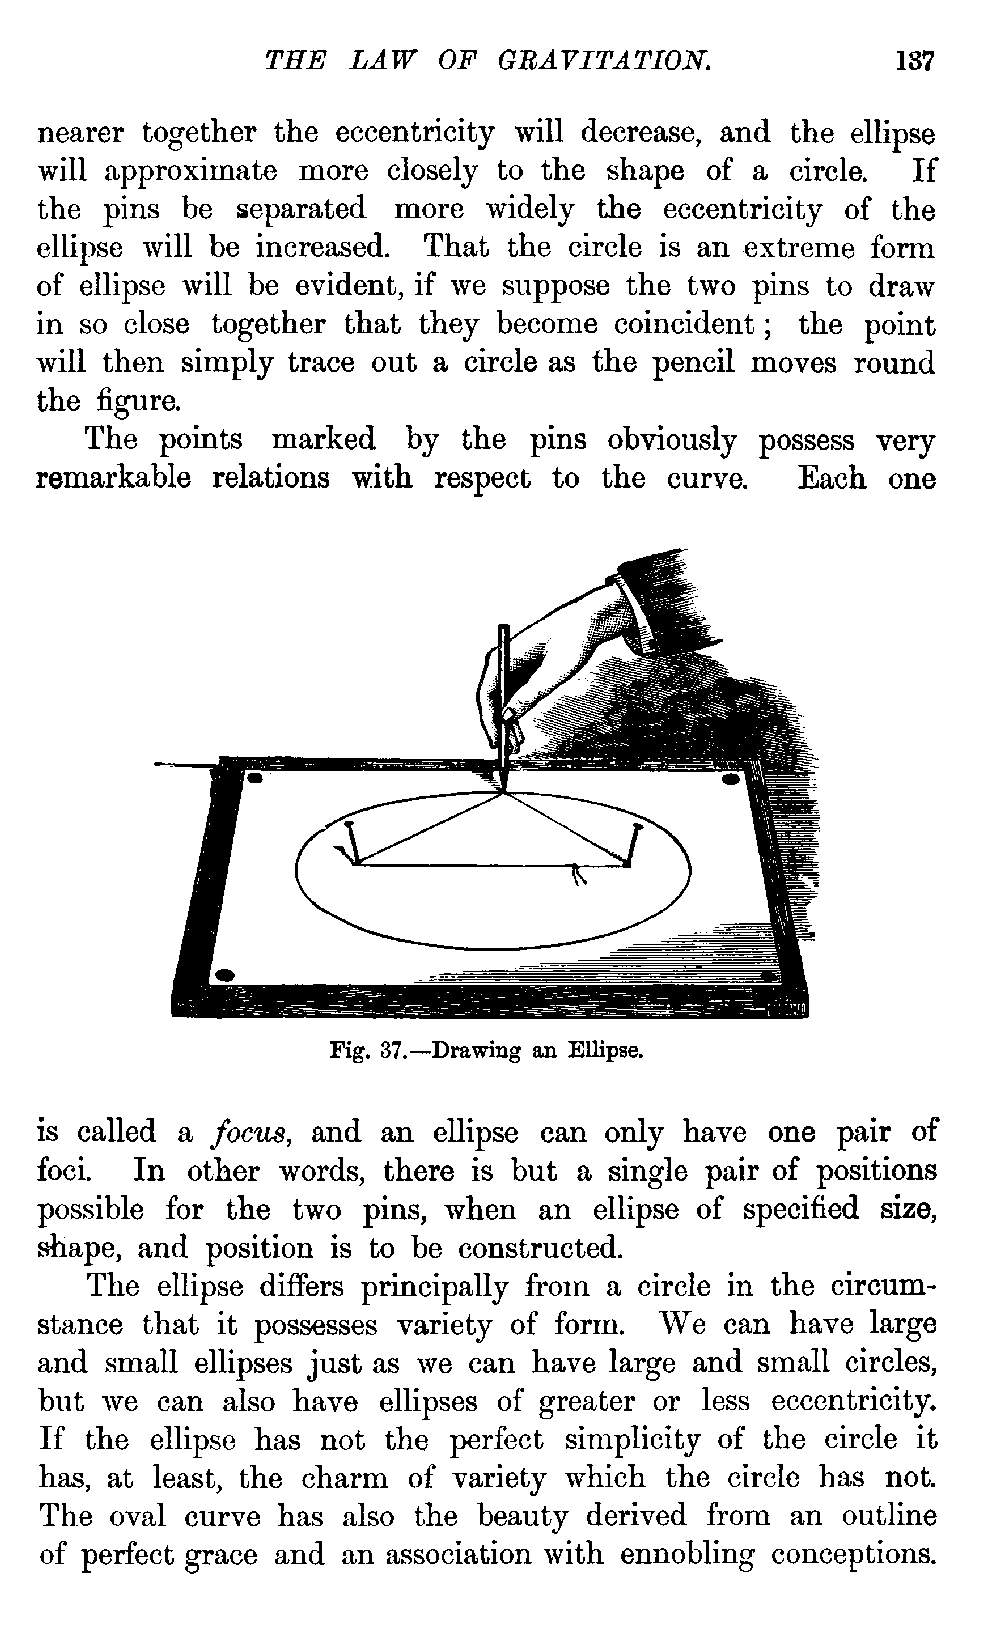 THE LAW OF GRAVITATION. 137
nearer together the eccentricity will decrease, and the ellipse
will approximate more closely to the shape of a circle. If
the pins be separated more widely the eccentricity of the
ellipse will be increased. That the circle is an extreme form
of ellipse will be evident, if we suppose the two pins to draw
in so close together that they become coincident; the point
will then simply trace out a circle as the pencil moves round
the figure.
The points marked by the pins obviously possess very
remarkable relations with respect to the curve. Each one
Fig. 37.—Drawing an Ellipse.
is called a focus, and an ellipse can only have one pair of
foci. In other words, there is but a single pair of positions
possible for the two pins, when an ellipse of specified size,
shape, and position is to be constructed.
The ellipse differs principally from a circle in the circum-
stance that it possesses variety of form. We can have large
and small ellipses just as we can have large and small circles,
but we can also have ellipses of greater or less eccentricity.
If the ellipse has not the perfect simplicity of the circle it
has, at least, the charm of variety which the circle has not.
The oval curve has also the beauty derived from an outline
of perfect grace and an association with ennobling conceptions.